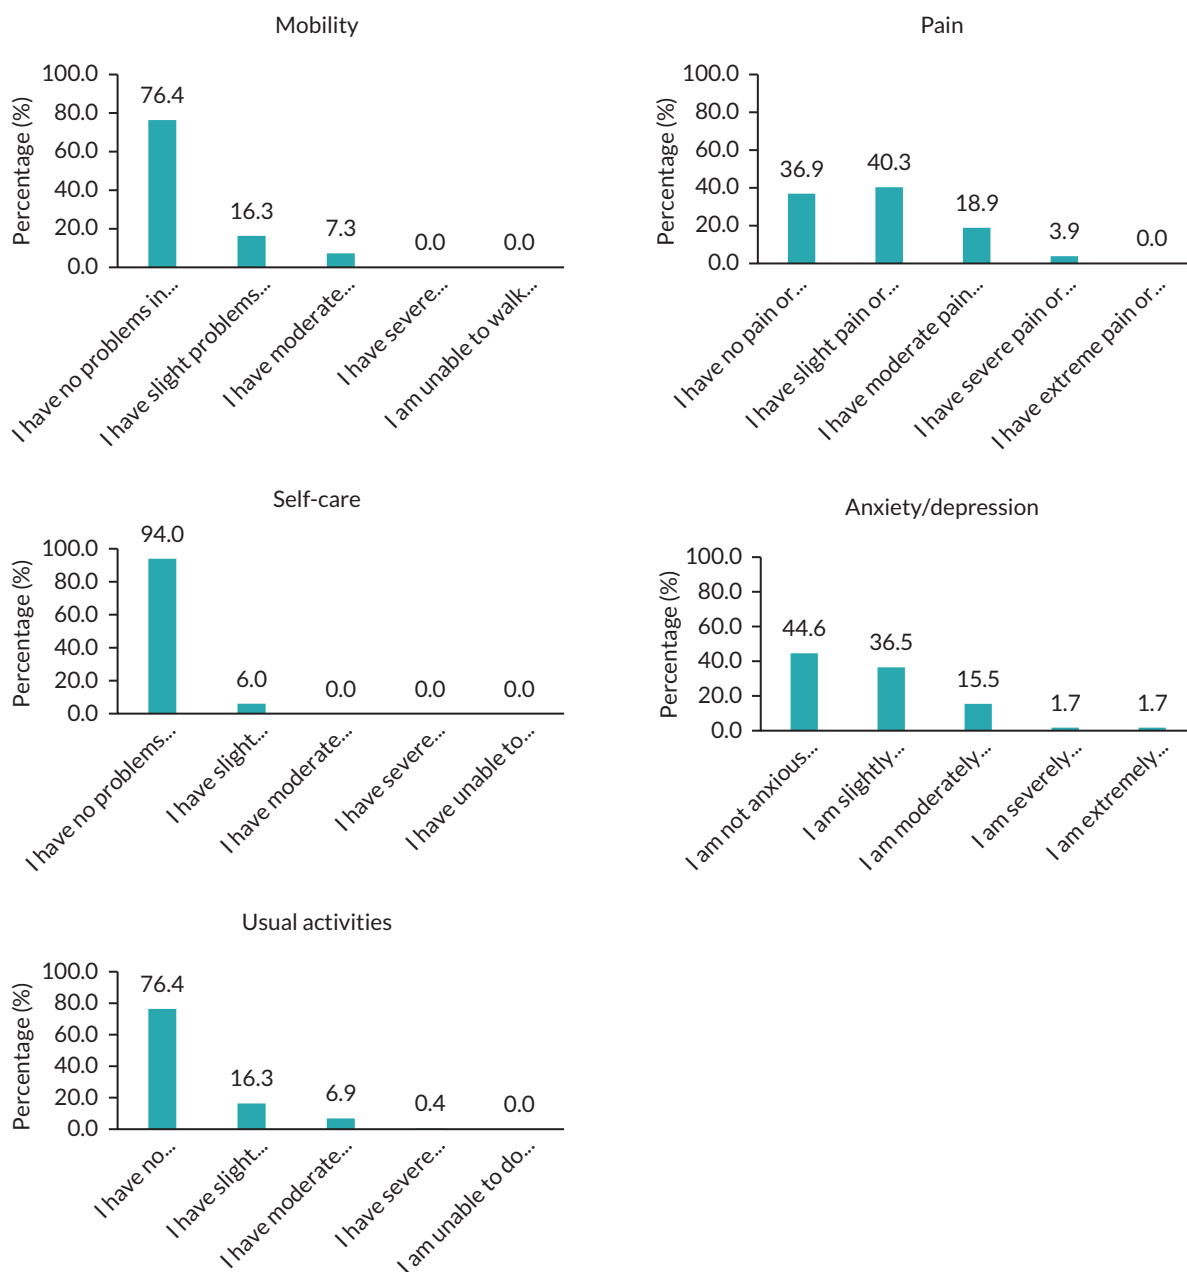 Mobility
Percentage (%)
100.0
80.0
60.0
40.0
20.0
0.0
76.4
16.3
7.3
0.0
0.0
I have no problems in...
I have slight problems...
I have moderate...
I have severe...
I am unable to walk...
Pain
Percentage (%)
100.0
80.0
60.0
40.0
20.0
0.0
36.9
40.3
18.9
3.9
0.0
I have no pain or...
I have slight pain or...
I have moderate pain...
I have severe pain or...
I have extreme pain or...
Self-care
Percentage (%)
100.0
80.0
60.0
40.0
20.0
0.0
94.0
6.0
0.0
0.0
0.0
I have no problems...
I have slight...
I have moderate...
I have severe...
I have unable to...
Anxiety/depression
Percentage (%)
100.0
80.0
60.0
40.0
20.0
0.0
44.6
36.5
15.5
1.7
1.7
I am not anxious...
I am slightly...
I am moderately...
I am severely...
I am extremely...
Usual activities
Percentage (%)
100.0
80.0
60.0
40.0
20.0
0.0
76.4
16.3
6.9
0.4
0.0
I have no...
I have slight...
I have moderate...
I have severe...
I am unable to do...